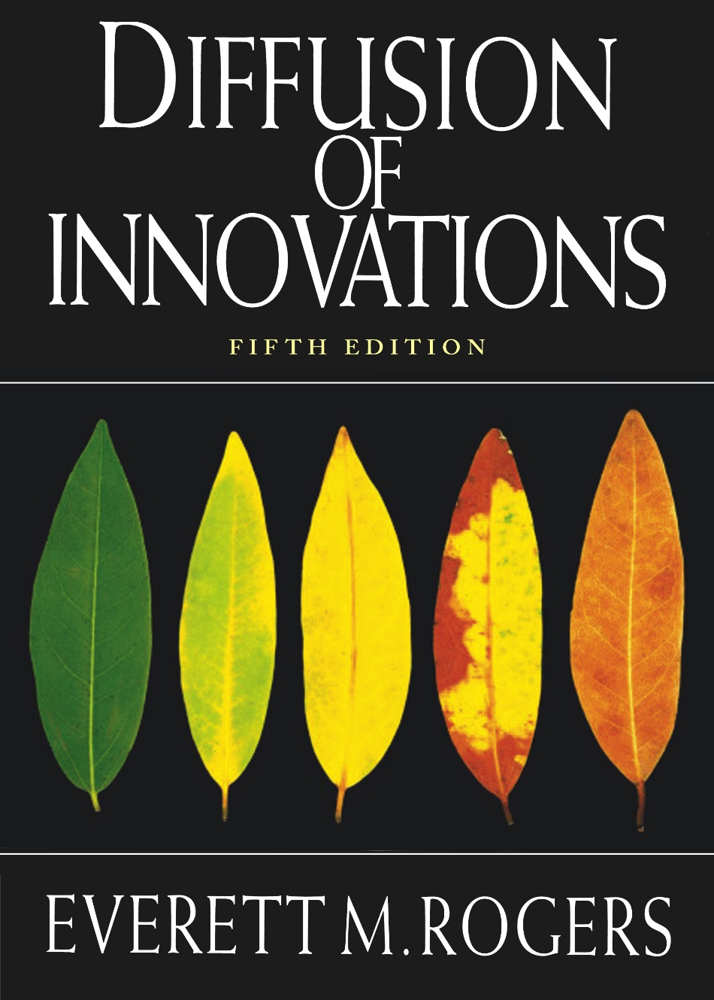 DIFFUSION
OF
INNOVATIONS
FIFTH EDITION
EVERETT M. ROGERS